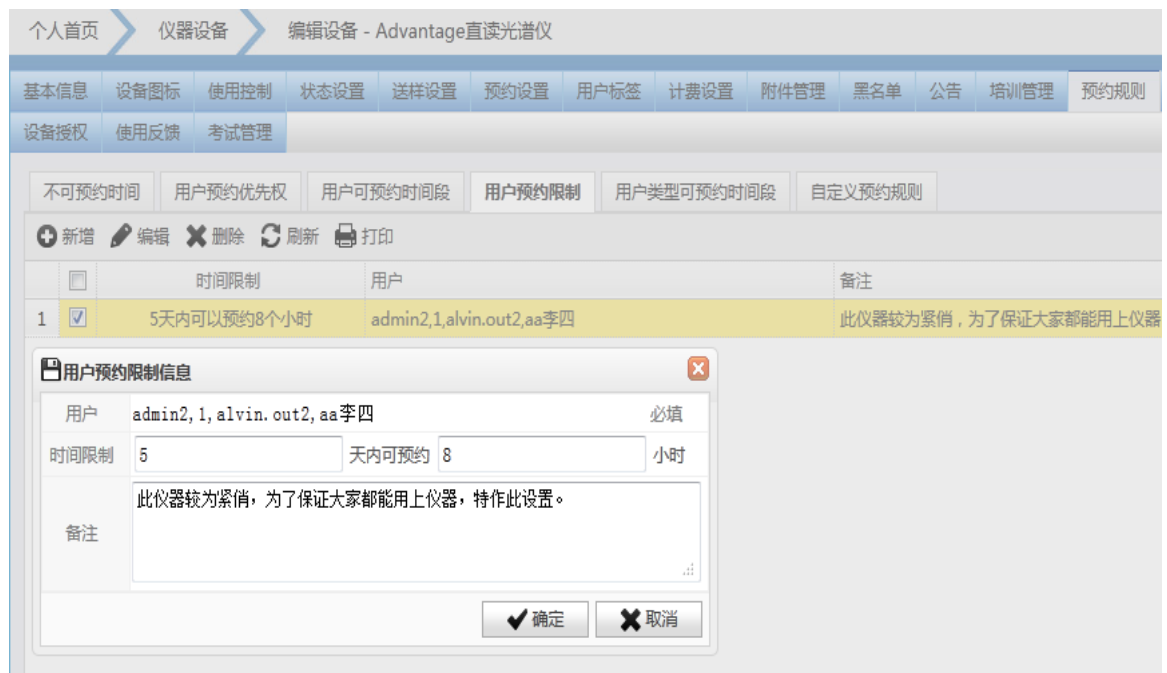 个人首页 仪器设备 编辑设备 - Advantage直读光谱仪
基本信息 设备图标 使用控制 状态设置 送样设置 预约设置 用户标签 计费设置 附件管理 黑名单 公告 培训管理 预约规则
设备授权 使用反馈 考试管理
不可预约时间 用户预约优先权 用户可预约时间段 用户预约限制 用户类型可预约时间段 自定义预约规则
新增 编辑 删除 刷新 打印
时间限制 用户 备注
1 5天内可以预约8个小时 admin2,1,alvin.out2,aa李四 此仪器较为紧俏，为了保证大家都能用上仪器
用户预约限制信息
用户 admin2,1,alvin.out2,aa李四 必填
时间限制 5 天内可预约 8 小时
备注 此仪器较为紧俏，为了保证大家都能用上仪器，特作此设置。
确定 取消